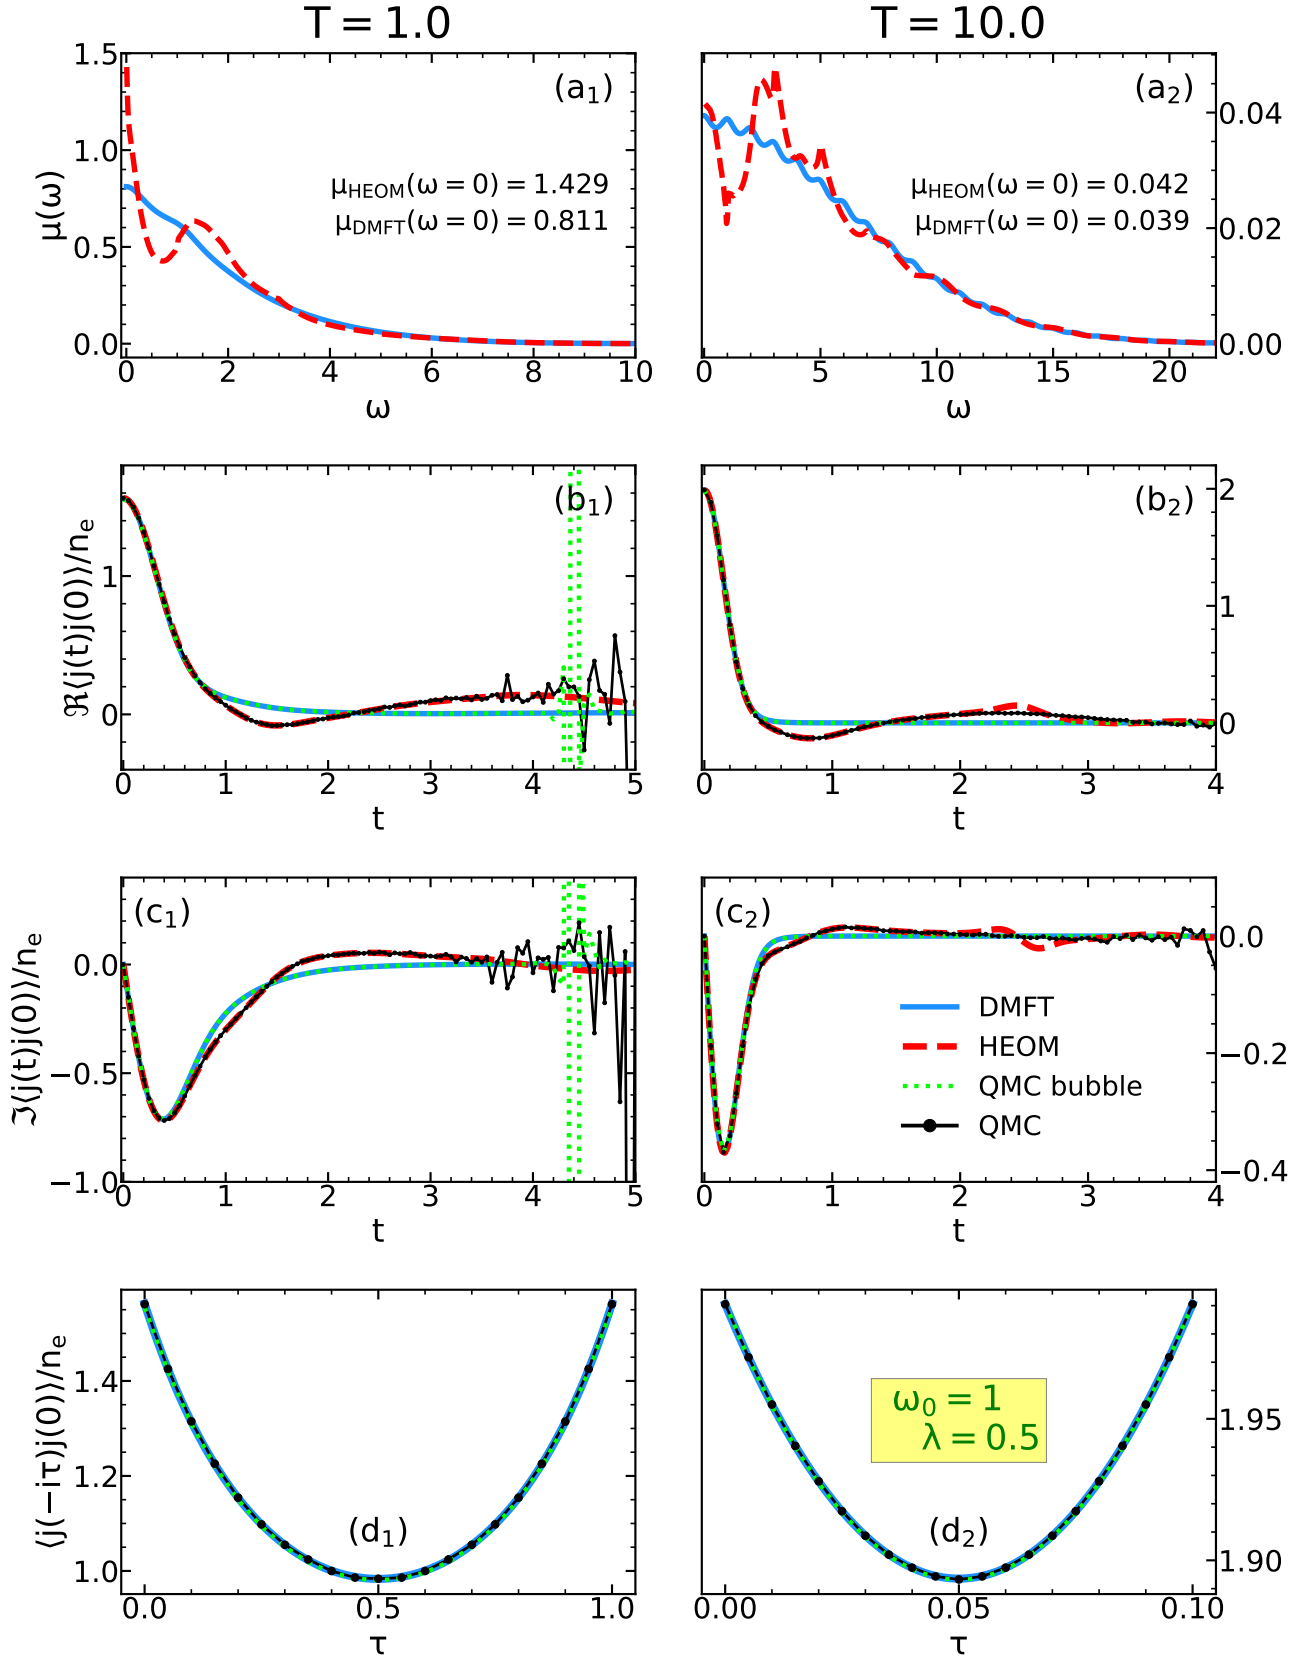 T = 1.0
T = 10.0
(a₁)
μ(ω)
1.5
1.0
0.5
0.0
μHEOM(ω = 0) = 1.429
μDMFT(ω = 0) = 0.811
0 2 4 6 8 10
ω
(a₂)
0.04
0.02
0.00
μHEOM(ω = 0) = 0.042
μDMFT(ω = 0) = 0.039
0 5 10 15 20
ω
(b₁)
ℜ⟨j(t)j(0)⟩/nₑ
1
0
0 1 2 3 4 5
t
(b₂)
2
1
0
0 1 2 3 4
t
(c₁)
ℑ⟨j(t)j(0)⟩/nₑ
0.0
−0.5
−1.0
0 1 2 3 4 5
t
(c₂)
0.0
−0.2
−0.4
DMFT
HEOM
QMC bubble
QMC
0 1 2 3 4
t
⟨j(−iτ)j(0)⟩/nₑ
1.4
1.2
1.0
(d₁)
0.0 0.5 1.0
τ
ω₀ = 1
λ = 0.5
1.95
1.90
(d₂)
0.00 0.05 0.10
τ